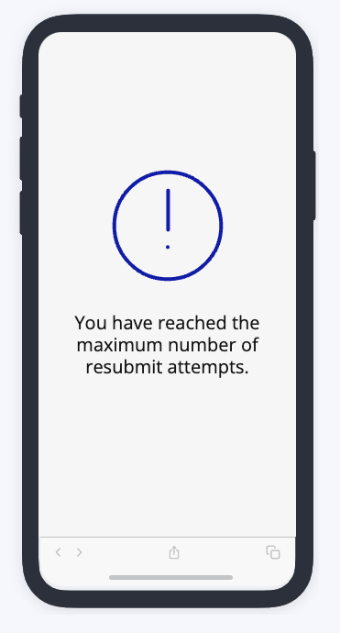 You have reached the
maximum number of
resubmit attempts.